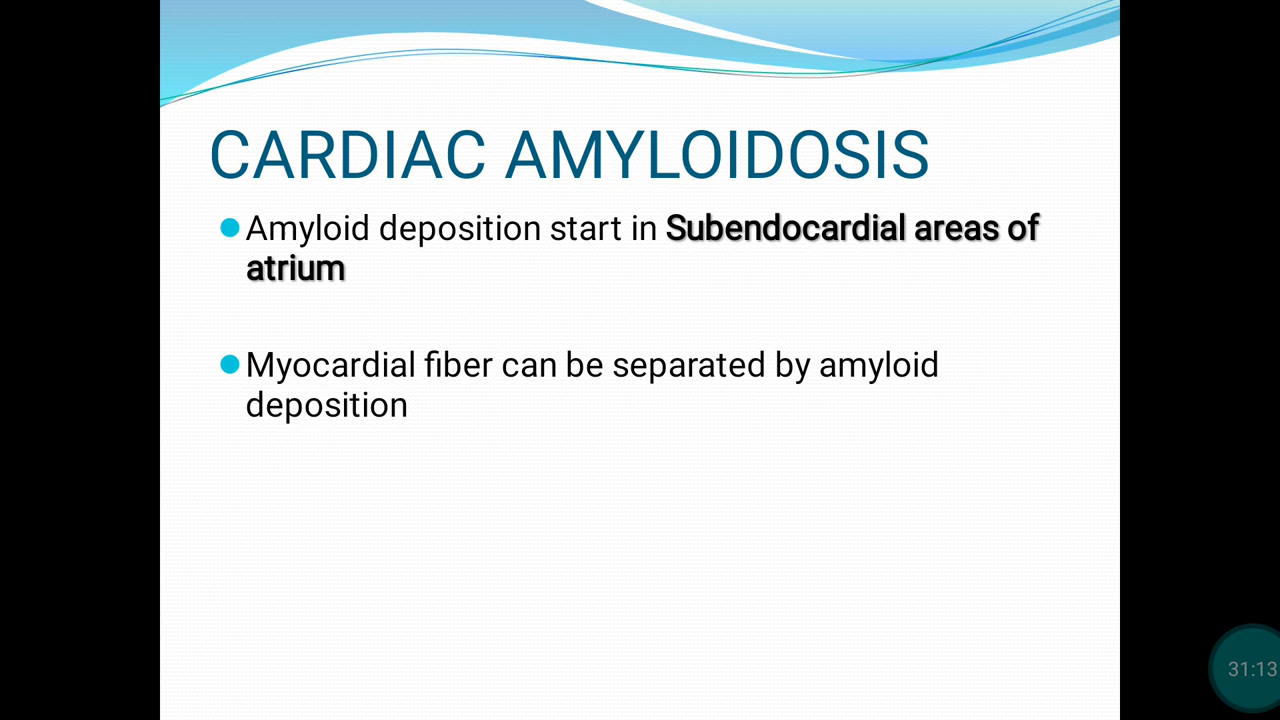 CARDIAC AMYLOIDOSIS
Amyloid deposition start in Subendocardial areas of
atrium
Myocardial fiber can be separated by amyloid
deposition
31:13